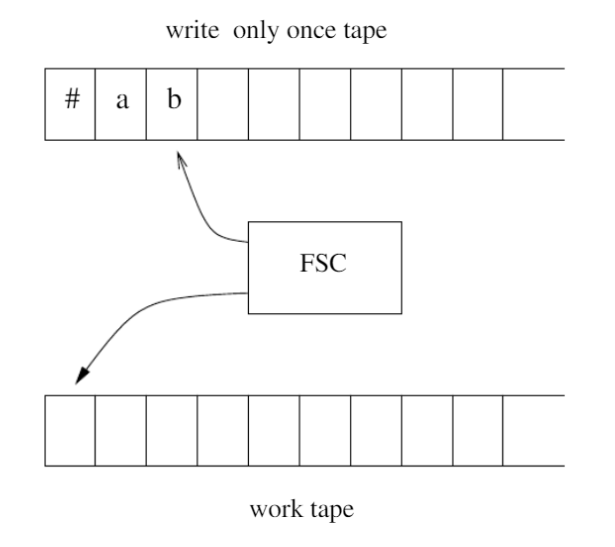 write only once tape
# a b
FSC
work tape